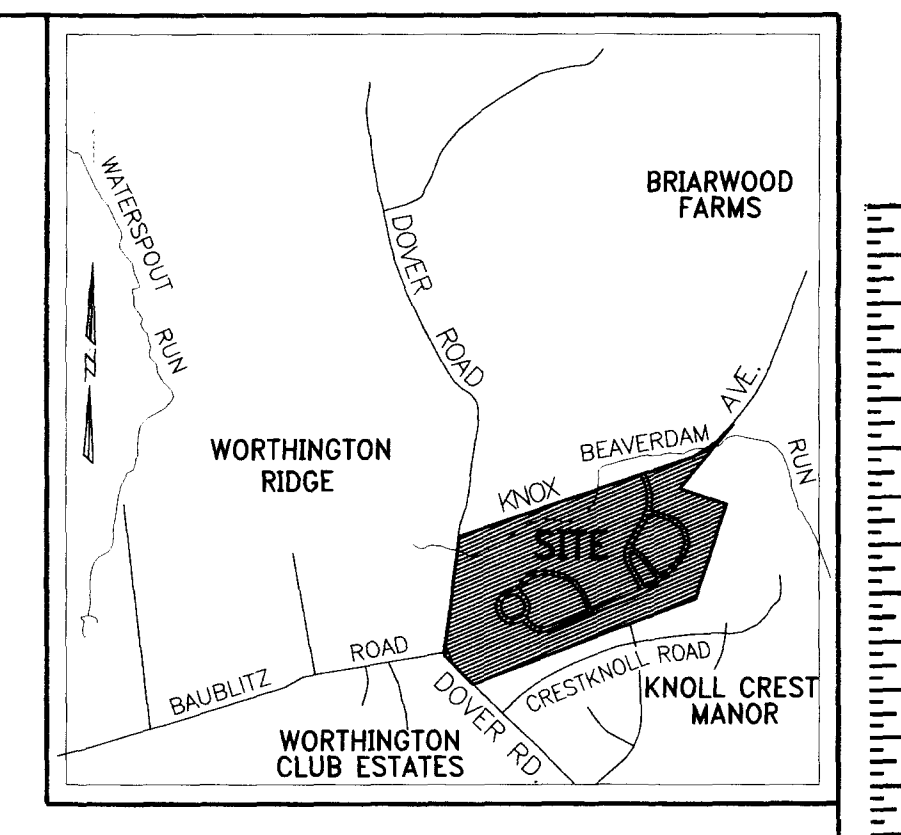 BRIARWOOD
FARMS
WATERSPOUT
RUN
DOVER
ROAD
N
WORTHINGTON
RIDGE
KNOX
AVE.
BEAVERDAM
RUN
SITE
BAUBLITZ
ROAD
DOVER RD.
CRESTKNOLL ROAD
KNOLL CREST
MANOR
WORTHINGTON
CLUB ESTATES